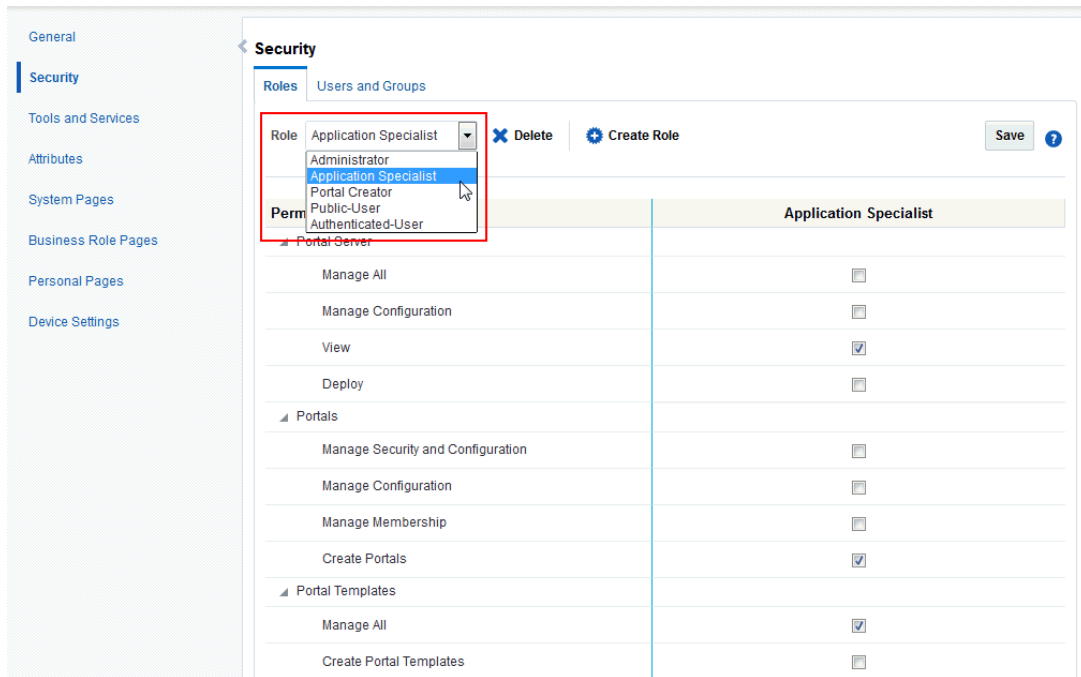 General
Security
Tools and Services
Attributes
System Pages
Business Role Pages
Personal Pages
Device Settings
Security
Roles Users and Groups
Role Application Specialist Delete Create Role Save ?
Administrator
Application Specialist
Portal Creator
Public-User
Authenticated-User
Perm Application Specialist
Portal Server
Manage All
Manage Configuration
View
Deploy
Portals
Manage Security and Configuration
Manage Configuration
Manage Membership
Create Portals
Portal Templates
Manage All
Create Portal Templates